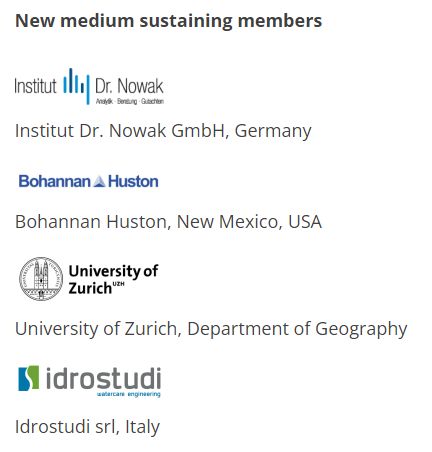 New medium sustaining members
Institut Dr. Nowak
Analytik · Beratung · Gutachten
Institut Dr. Nowak GmbH, Germany
Bohannan Huston
Bohannan Huston, New Mexico, USA
University of
Zurich UZH
University of Zurich, Department of Geography
idrostudi
watercare engineering
Idrostudi srl, Italy